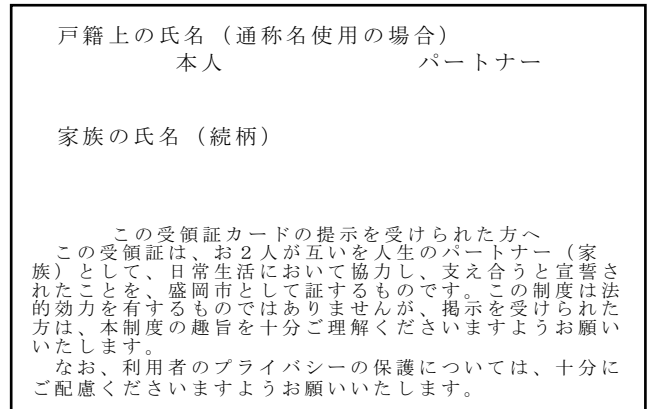 戸籍上の氏名（通称名使用の場合）
本人　パートナー
家族の氏名（続柄）
この受領証カードの提示を受けられた方へ
この受領証は、お２人が互いを人生のパートナー（家
族）として、日常生活において協力し、支え合うと宣誓さ
れたことを、盛岡市として証するものです。この制度は法
的効力を有するものではありませんが、掲示を受けられた
方は、本制度の趣旨を十分ご理解くださいますようお願い
いたします。
なお、利用者のプライバシーの保護については、十分に
ご配慮くださいますようお願いいたします。